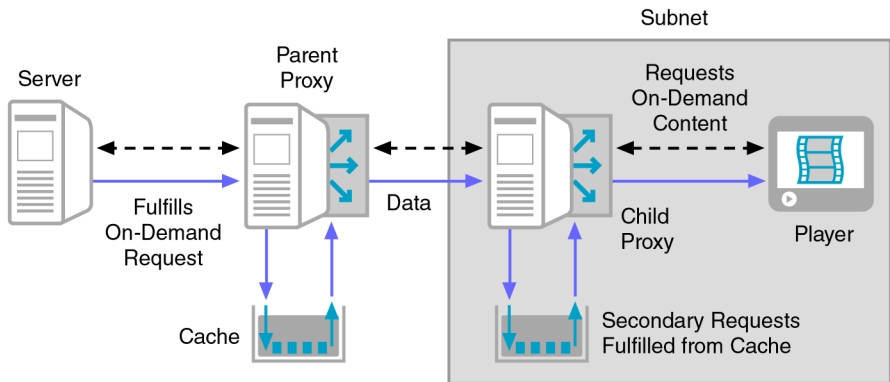 Subnet
Server
Parent
Proxy
Requests
On-Demand
Content
Fulfills
On-Demand
Request
Data
Child
Proxy
Player
Cache
Secondary Requests
Fulfilled from Cache